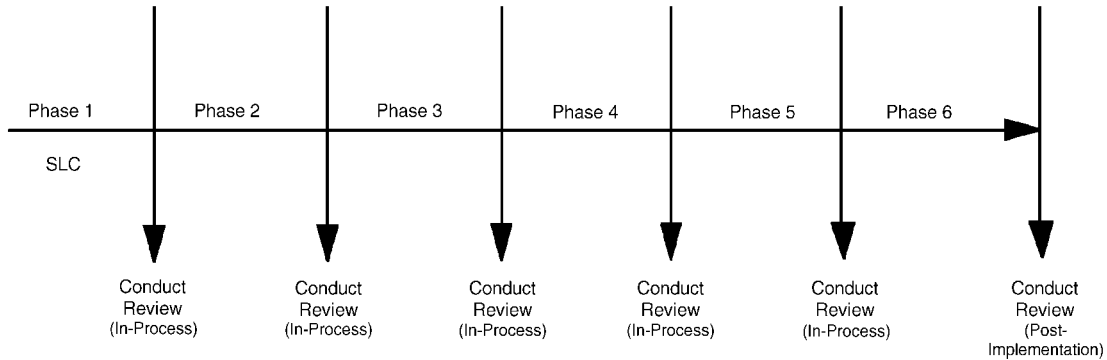 Phase 1
Phase 2
Phase 3
Phase 4
Phase 5
Phase 6
SLC
Conduct
Review
(In-Process)
Conduct
Review
(In-Process)
Conduct
Review
(In-Process)
Conduct
Review
(In-Process)
Conduct
Review
(In-Process)
Conduct
Review
(Post-
Implementation)